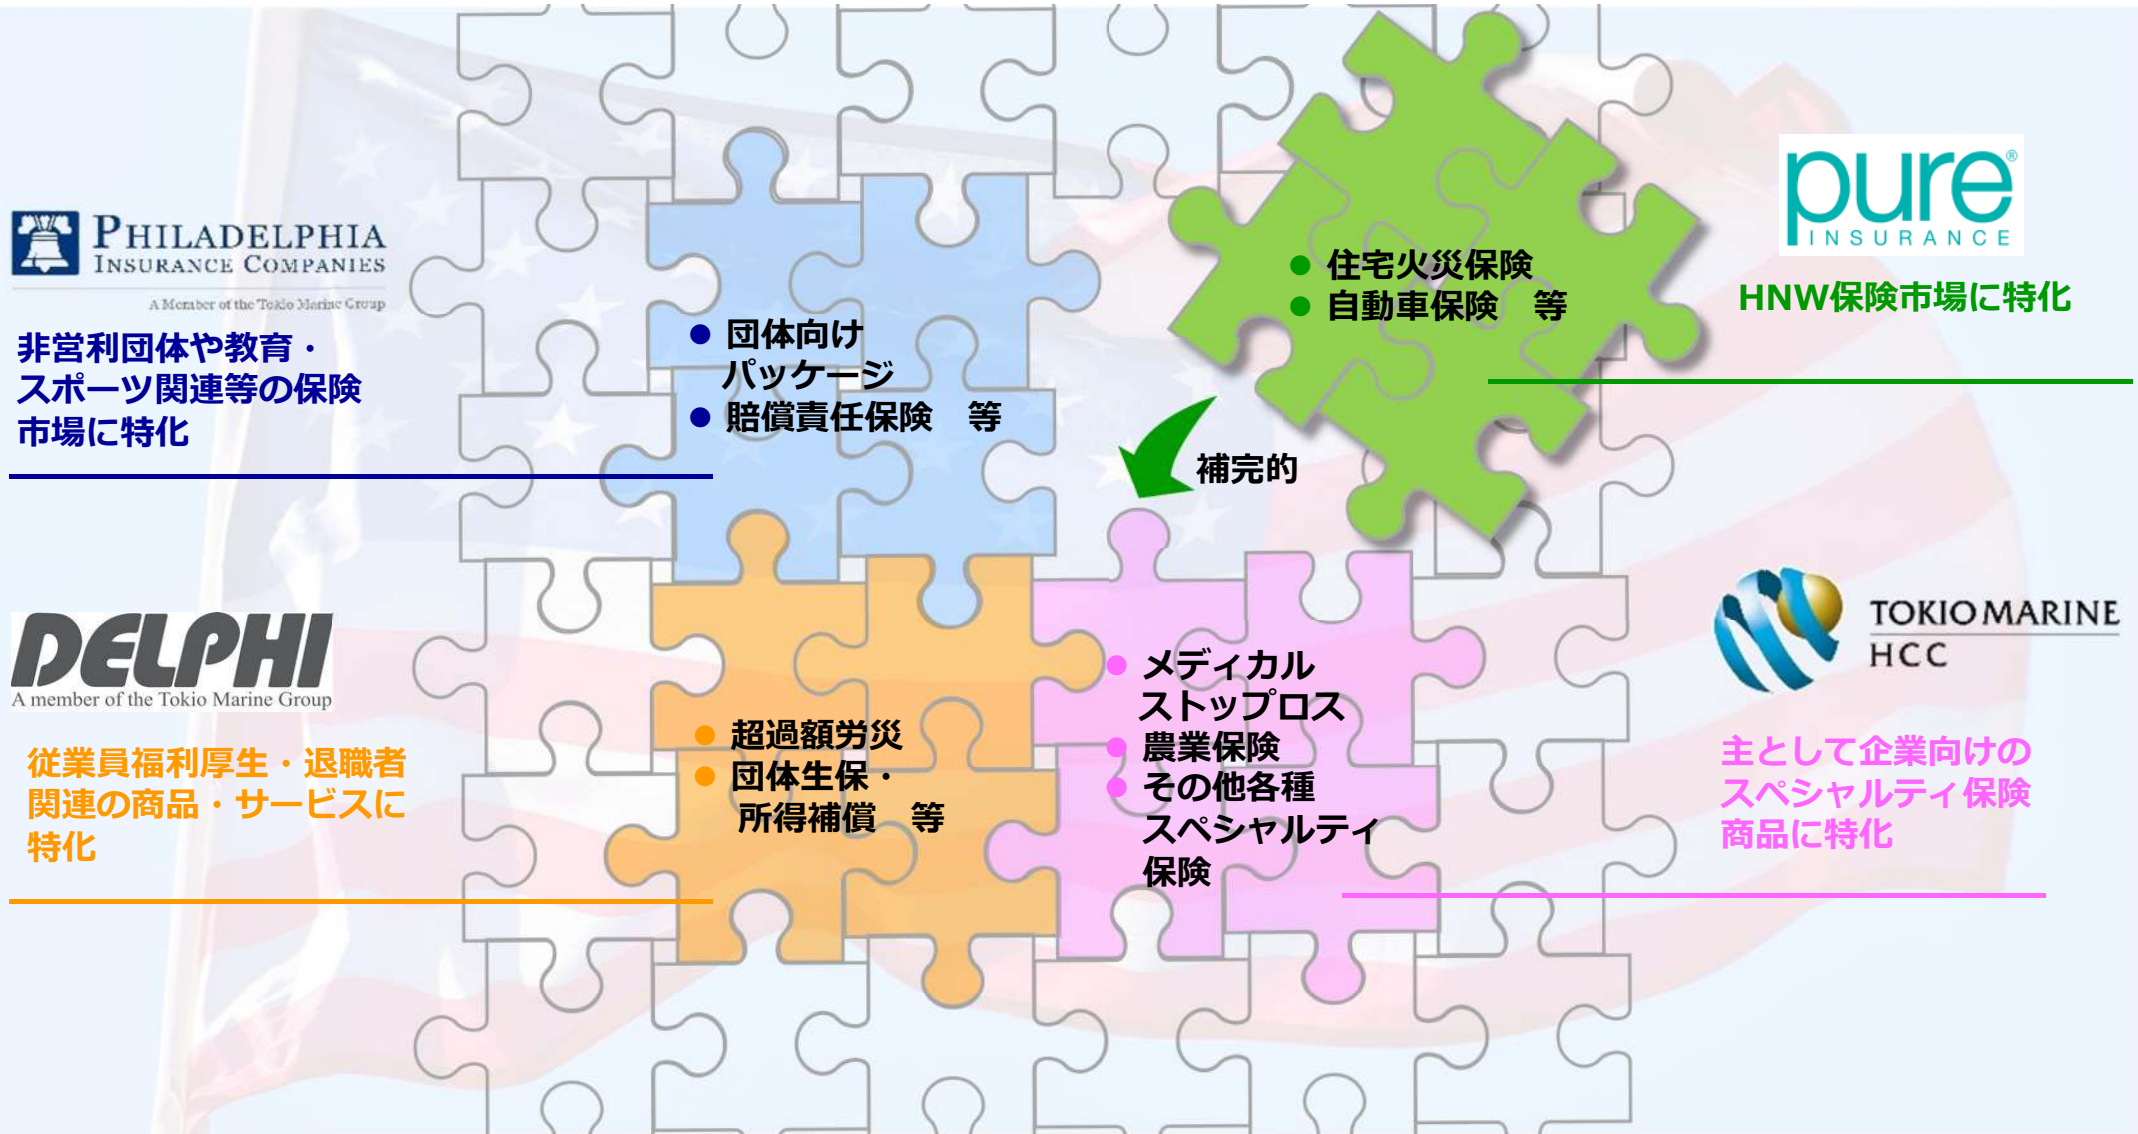 PHILADELPHIA
INSURANCE COMPANIES
A Member of the Tokio Marine Group
非営利団体や教育・
スポーツ関連等の保険
市場に特化
● 団体向け
パッケージ
● 賠償責任保険　等
● 住宅火災保険
● 自動車保険　等
pure®
INSURANCE
HNW保険市場に特化
補完的
DELPHI
A member of the Tokio Marine Group
従業員福利厚生・退職者
関連の商品・サービスに
特化
● 超過額労災
● 団体生保・
所得補償　等
● メディカル
ストップロス
● 農業保険
● その他各種
スペシャルティ
保険
TOKIO MARINE
HCC
主として企業向けの
スペシャルティ保険
商品に特化